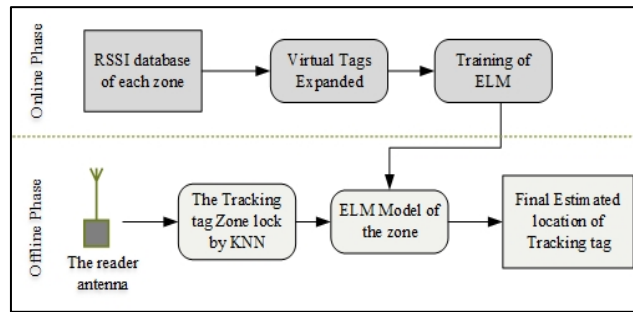 Online Phase
RSSI database
of each zone
Virtual Tags
Expanded
Training of
ELM
Offline Phase
The reader
antenna
The Tracking
tag Zone lock
by KNN
ELM Model of
the zone
Final Estimated
location of
Tracking tag